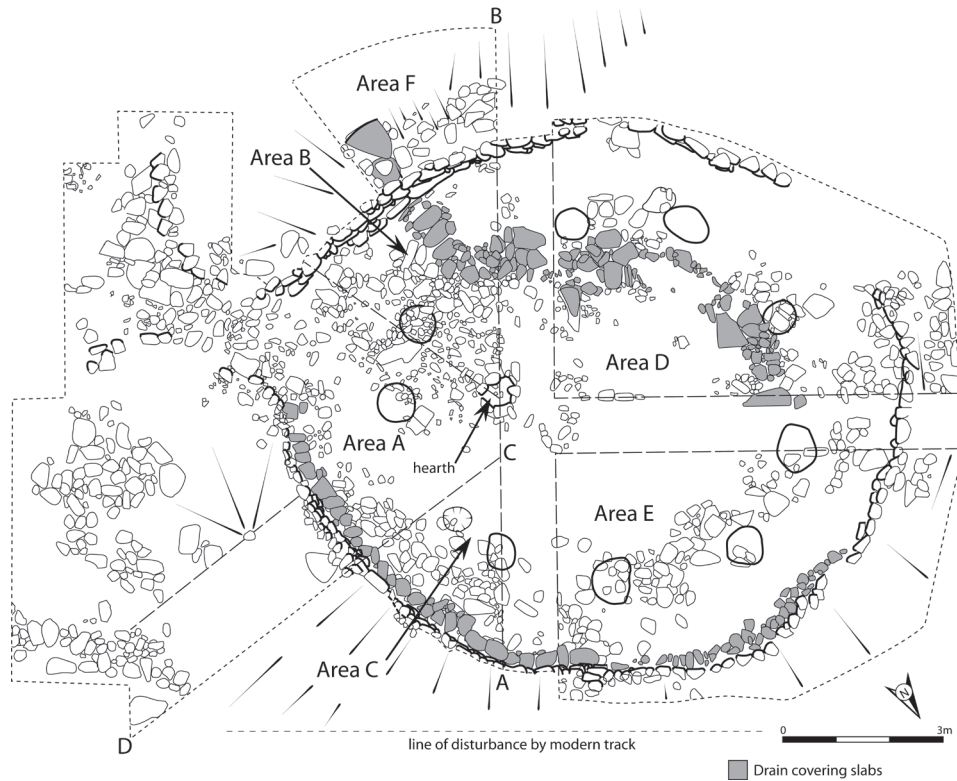 B
Area F
Area B
Area D
Area A
C
hearth
Area E
Area C
A
N
D
line of disturbance by modern track
0
3m
Drain covering slabs